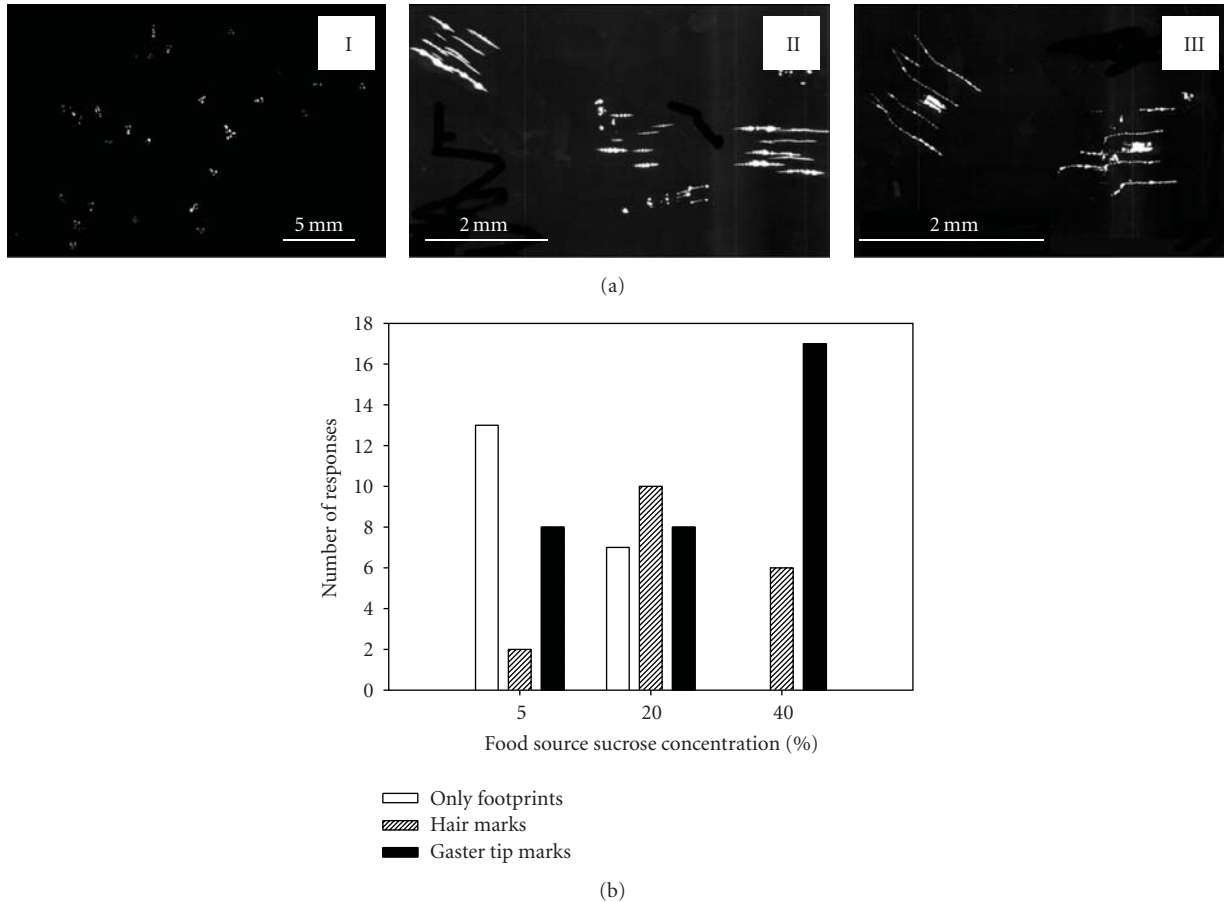 I
II
III
5 mm
2 mm
2 mm
(a)
18
16
14
12
10
8
6
4
2
0
Number of responses
5 20 40
Food source sucrose concentration (%)
Only footprints
Hair marks
Gaster tip marks
(b)